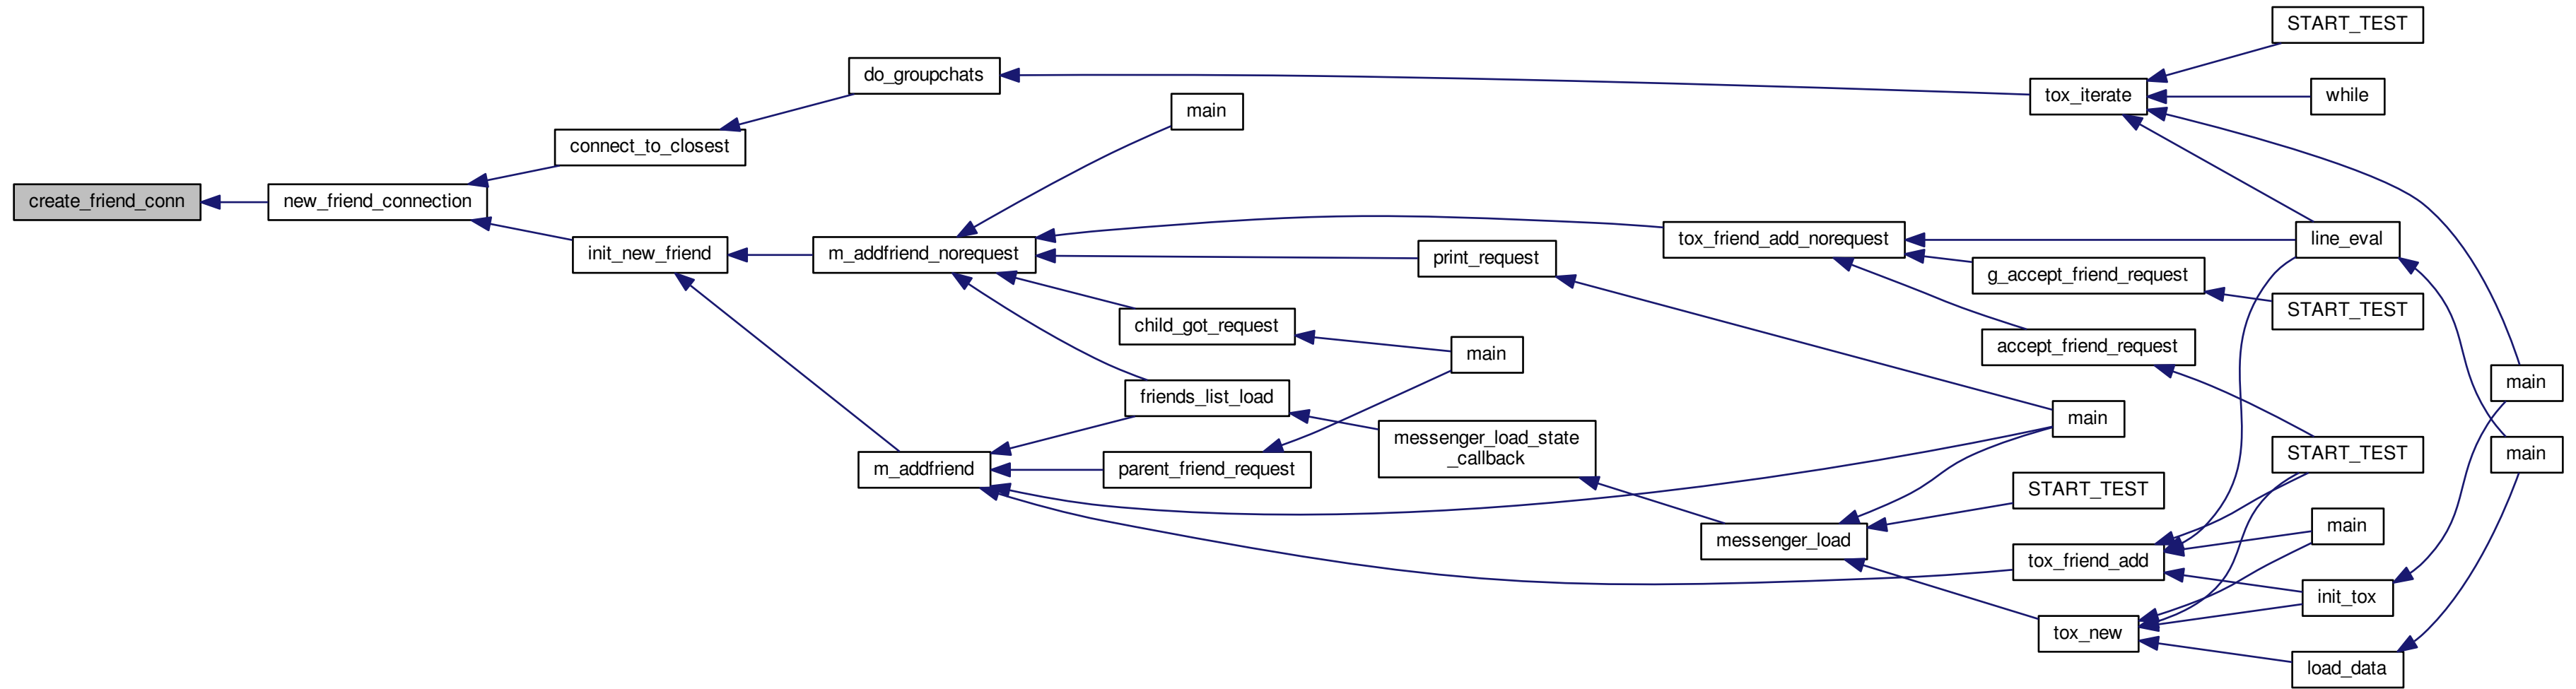 START_TEST
do_groupchats
tox_iterate
while
main
connect_to_closest
create_friend_conn
new_friend_connection
init_new_friend
m_addfriend_norequest
print_request
tox_friend_add_norequest
line_eval
g_accept_friend_request
START_TEST
child_got_request
accept_friend_request
main
main
friends_list_load
main
messenger_load_state
_callback
m_addfriend
parent_friend_request
START_TEST
main
START_TEST
main
messenger_load
tox_friend_add
init_tox
tox_new
load_data